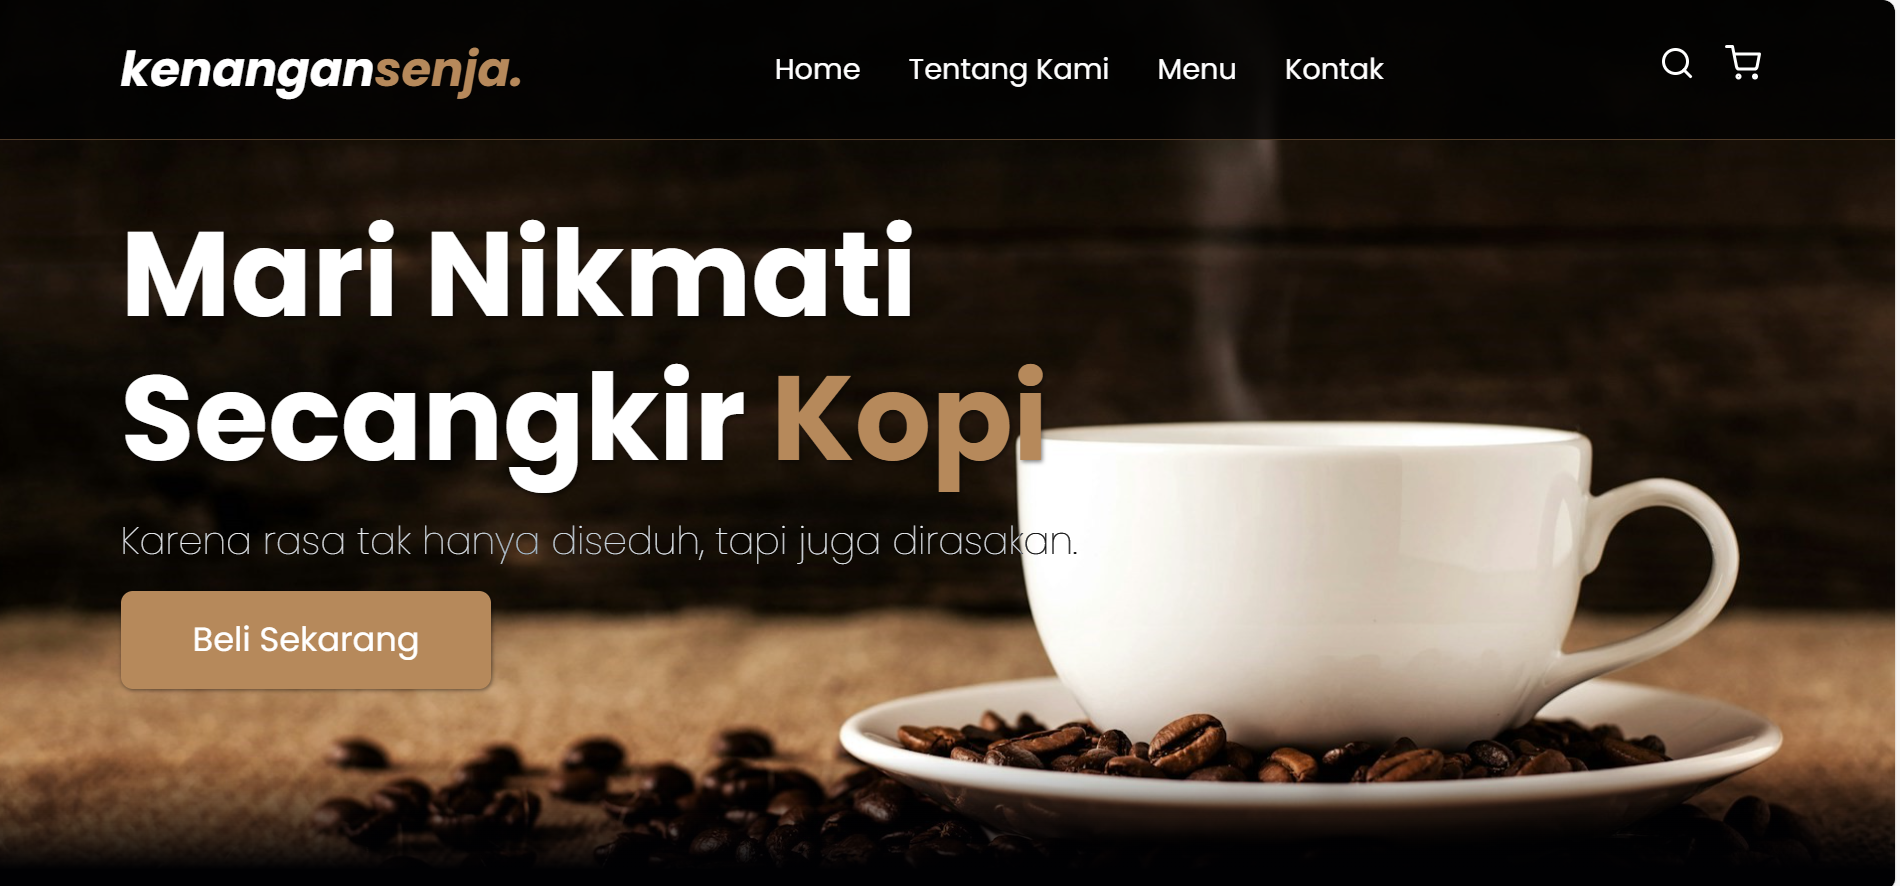 kenangansenja.
Home Tentang Kami Menu Kontak
Mari Nikmati
Secangkir Kopi
Karena rasa tak hanya diseduh, tapi juga dirasakan.
Beli Sekarang